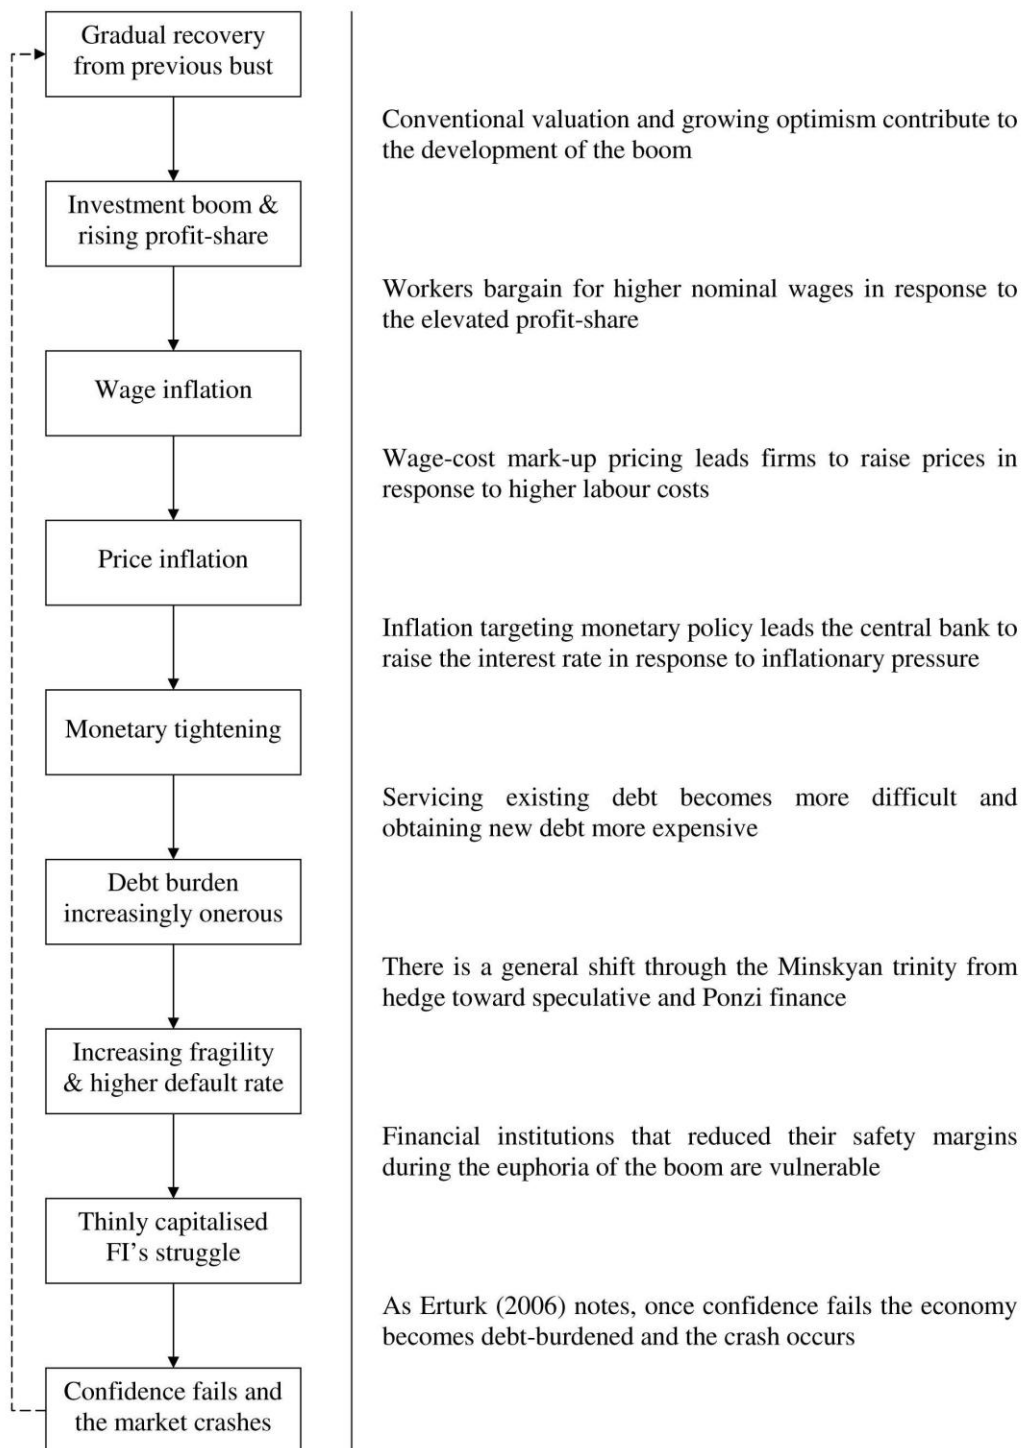 Gradual recovery
from previous bust
Conventional valuation and growing optimism contribute to
the development of the boom
Investment boom &
rising profit-share
Workers bargain for higher nominal wages in response to
the elevated profit-share
Wage inflation
Wage-cost mark-up pricing leads firms to raise prices in
response to higher labour costs
Price inflation
Inflation targeting monetary policy leads the central bank to
raise the interest rate in response to inflationary pressure
Monetary tightening
Servicing existing debt becomes more difficult and
obtaining new debt more expensive
Debt burden
increasingly onerous
There is a general shift through the Minskyan trinity from
hedge toward speculative and Ponzi finance
Increasing fragility
& higher default rate
Financial institutions that reduced their safety margins
during the euphoria of the boom are vulnerable
Thinly capitalised
FI's struggle
As Erturk (2006) notes, once confidence fails the economy
becomes debt-burdened and the crash occurs
Confidence fails and
the market crashes